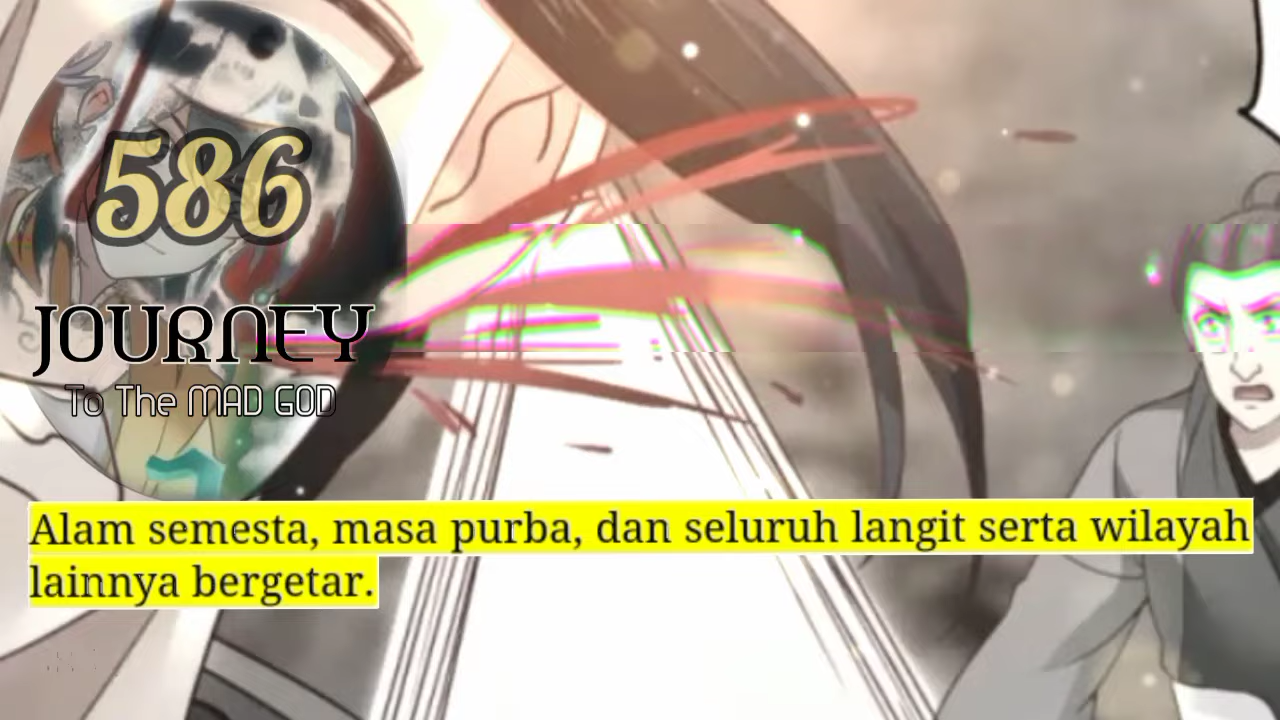 586
JOURNEY
To The MAD GOD
Alam semesta, masa purba, dan seluruh langit serta wilayah
lainnya bergetar.